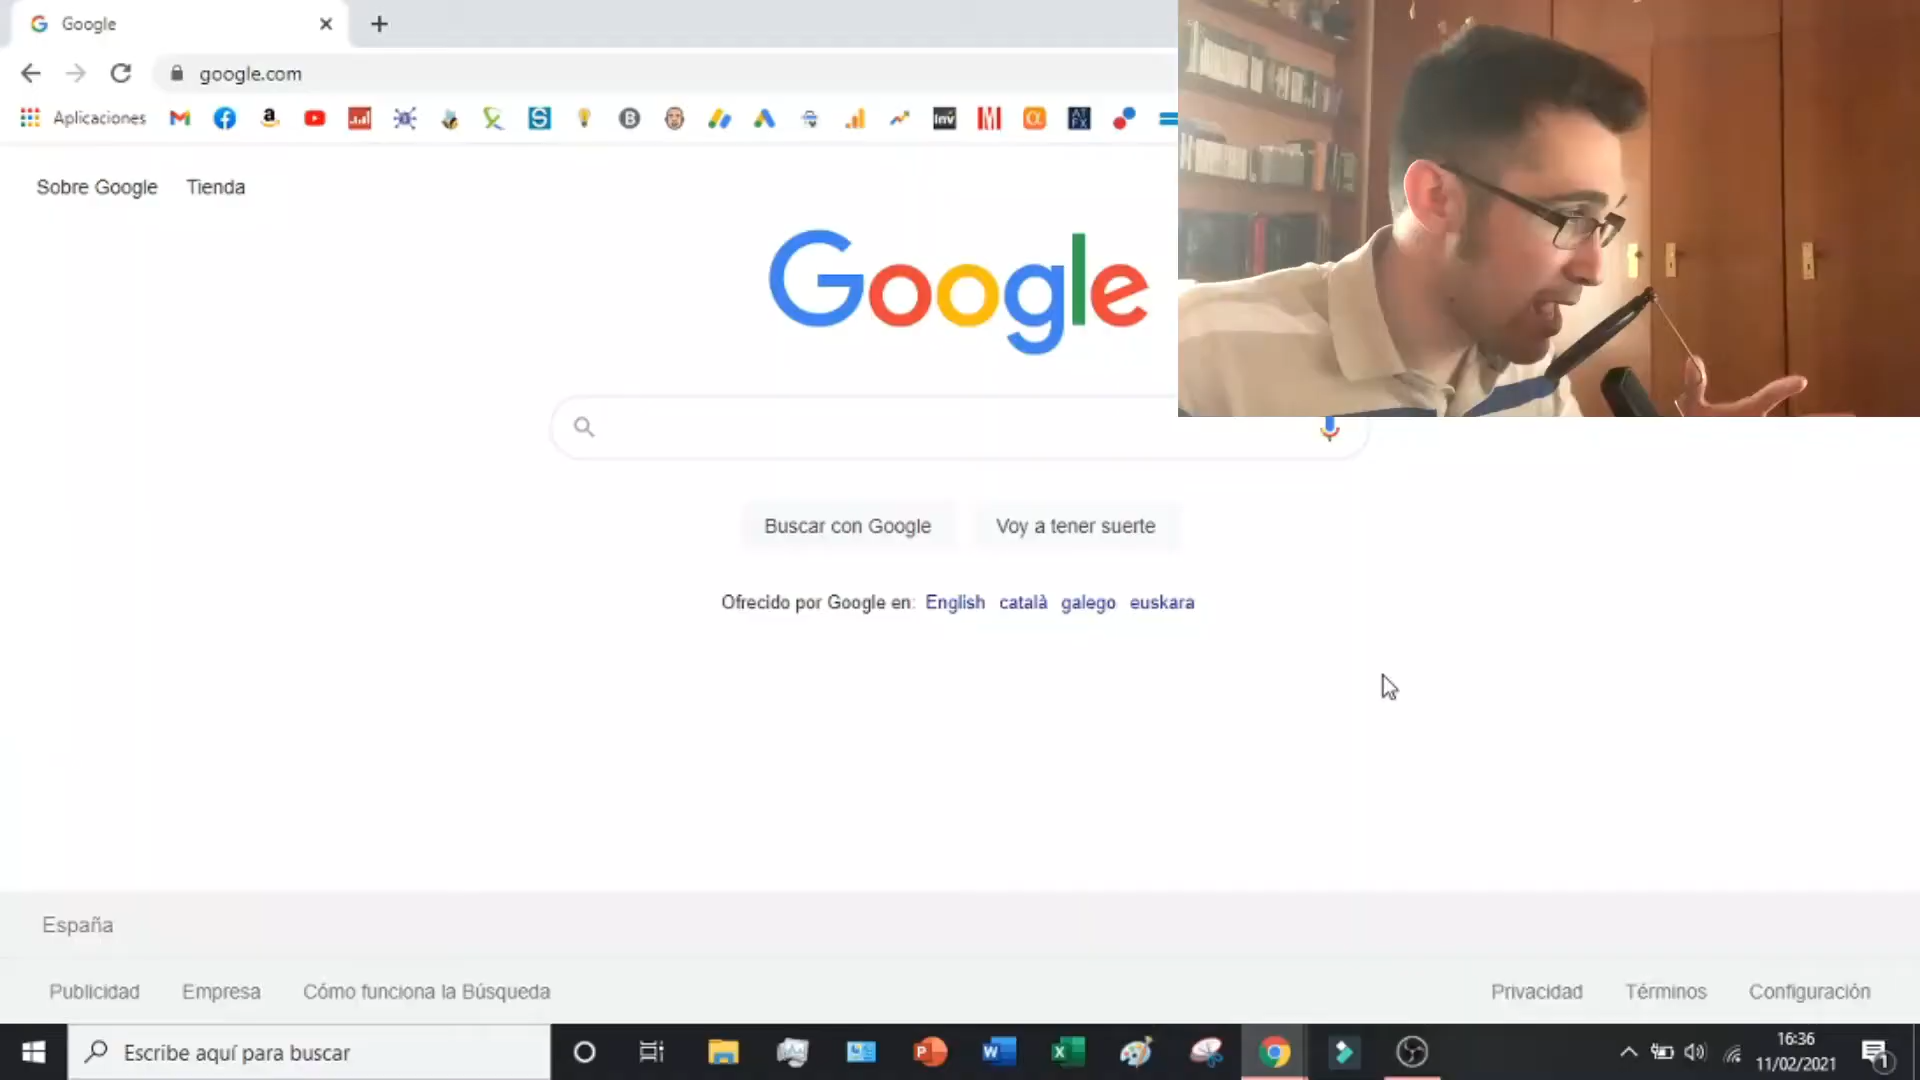 Google
google.com
Aplicaciones
Sobre Google Tienda
Google
Buscar con Google Voy a tener suerte
Ofrecido por Google en: English català galego euskara
España
Publicidad Empresa Cómo funciona la Búsqueda Privacidad Términos Configuración
Escribe aquí para buscar
16:36
11/02/2021
1